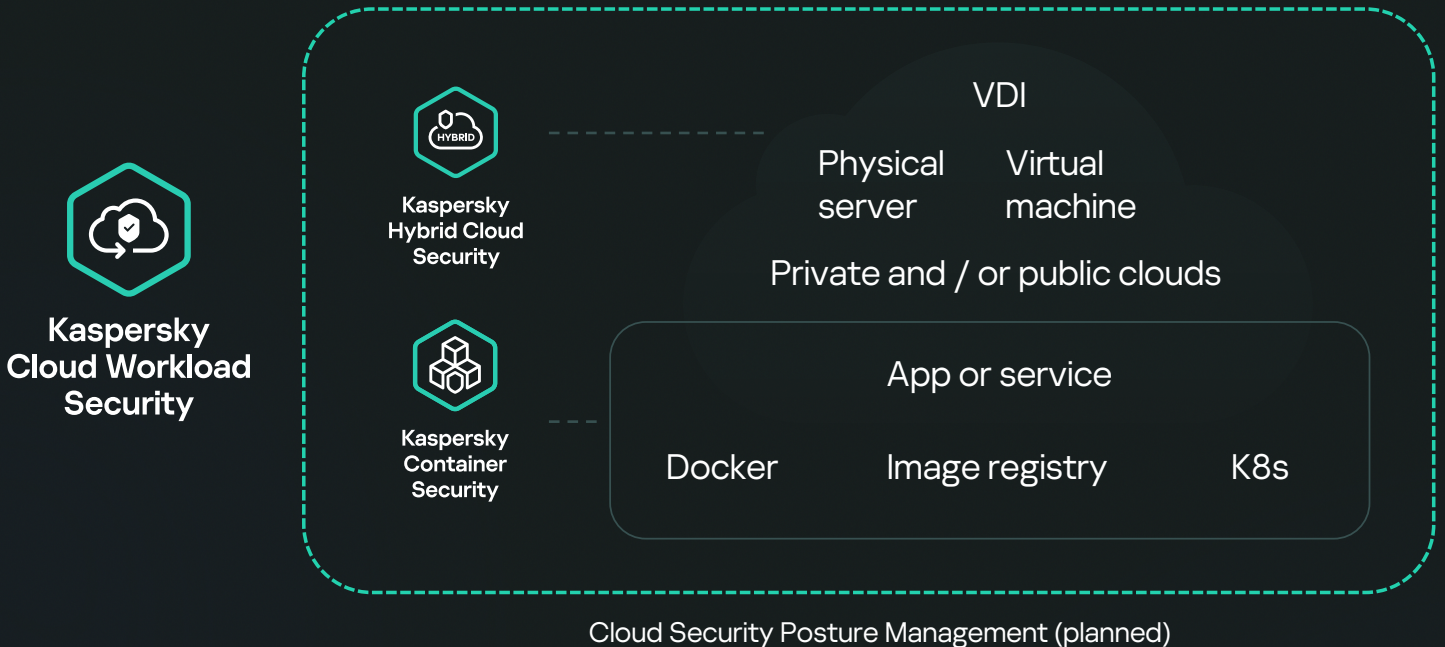 Kaspersky
Cloud Workload
Security
HYBRID
Kaspersky
Hybrid Cloud
Security
VDI
Physical
server
Virtual
machine
Private and / or public clouds
Kaspersky
Container
Security
App or service
Docker
Image registry
K8s
Cloud Security Posture Management (planned)